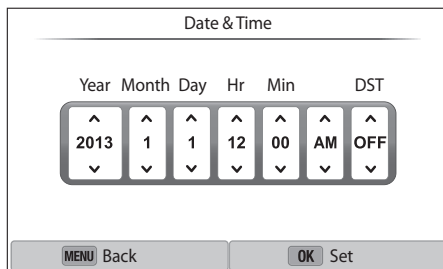 Date & Time
Year Month Day Hr Min DST
2013 1 1 12 00 AM OFF
MENU Back OK Set